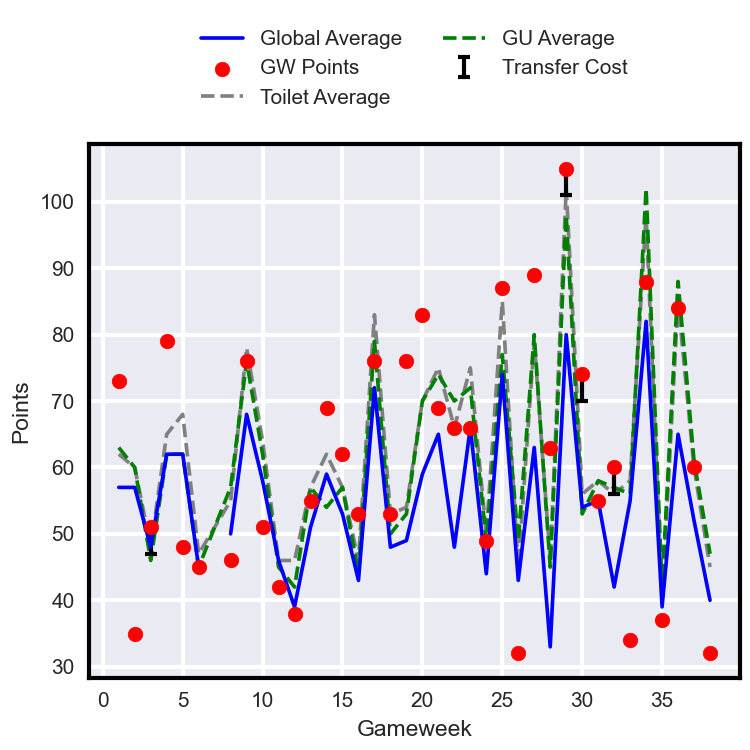 Global Average
GW Points
Toilet Average
GU Average
Transfer Cost
100
90
80
70
60
50
40
30
Points
0 5 10 15 20 25 30 35
Gameweek